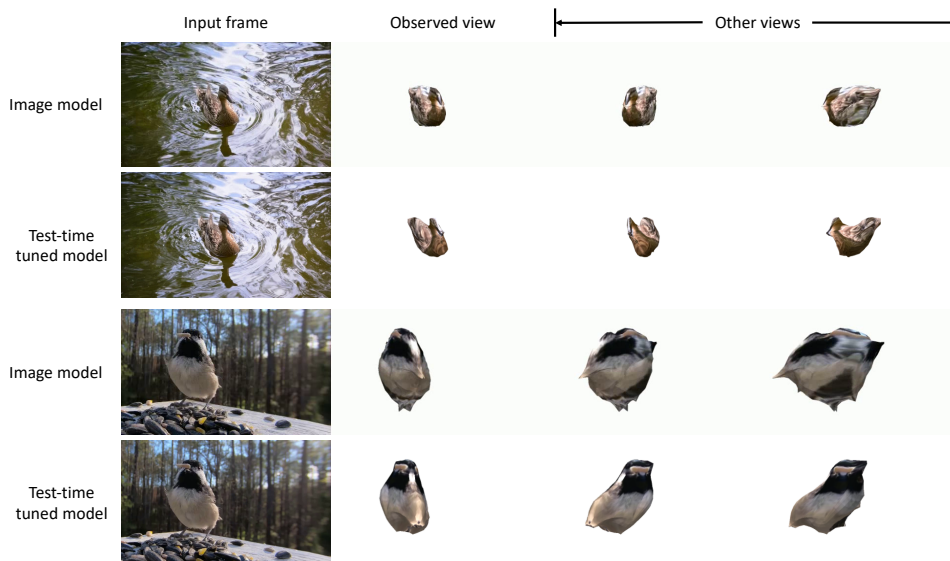 Input frame
Observed view
Other views
Image model
Test-time
tuned model
Image model
Test-time
tuned model